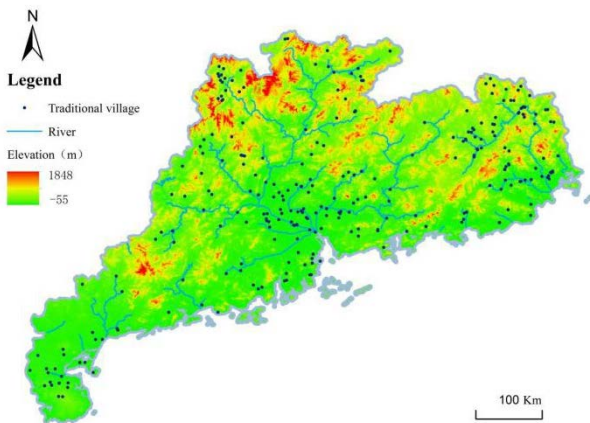 N
Legend
Traditional village
River
Elevation（m）
1848
-55
100 Km